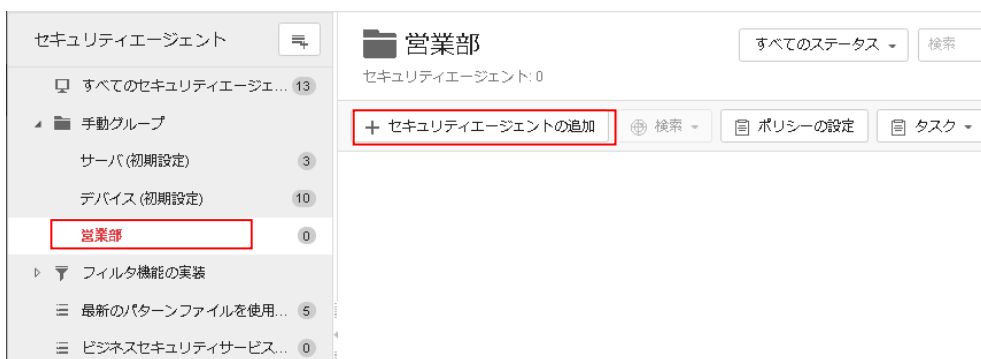 セキュリティエージェント
すべてのセキュリティエージェ... 13
手動グループ
サーバ (初期設定) 3
デバイス (初期設定) 10
営業部 0
フィルタ機能の実装
最新のパターンファイルを使用... 5
ビジネスセキュリティサービス... 0
営業部
すべてのステータス
検索
セキュリティエージェント: 0
+ セキュリティエージェントの追加
検索
ポリシーの設定
タスク